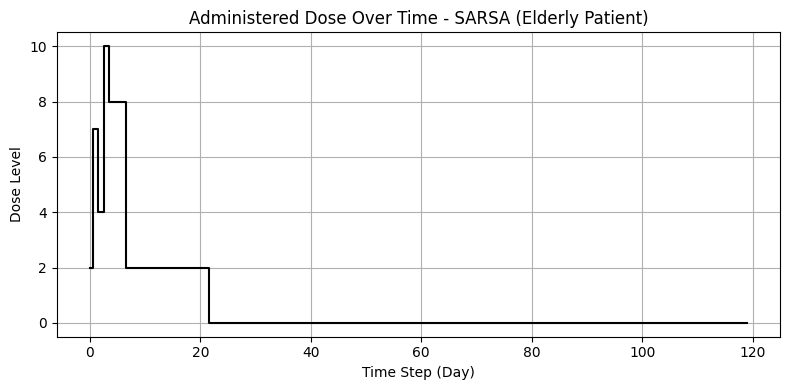 Administered Dose Over Time - SARSA (Elderly Patient)
10
8
6
4
2
0
Dose Level
0 20 40 60 80 100 120
Time Step (Day)